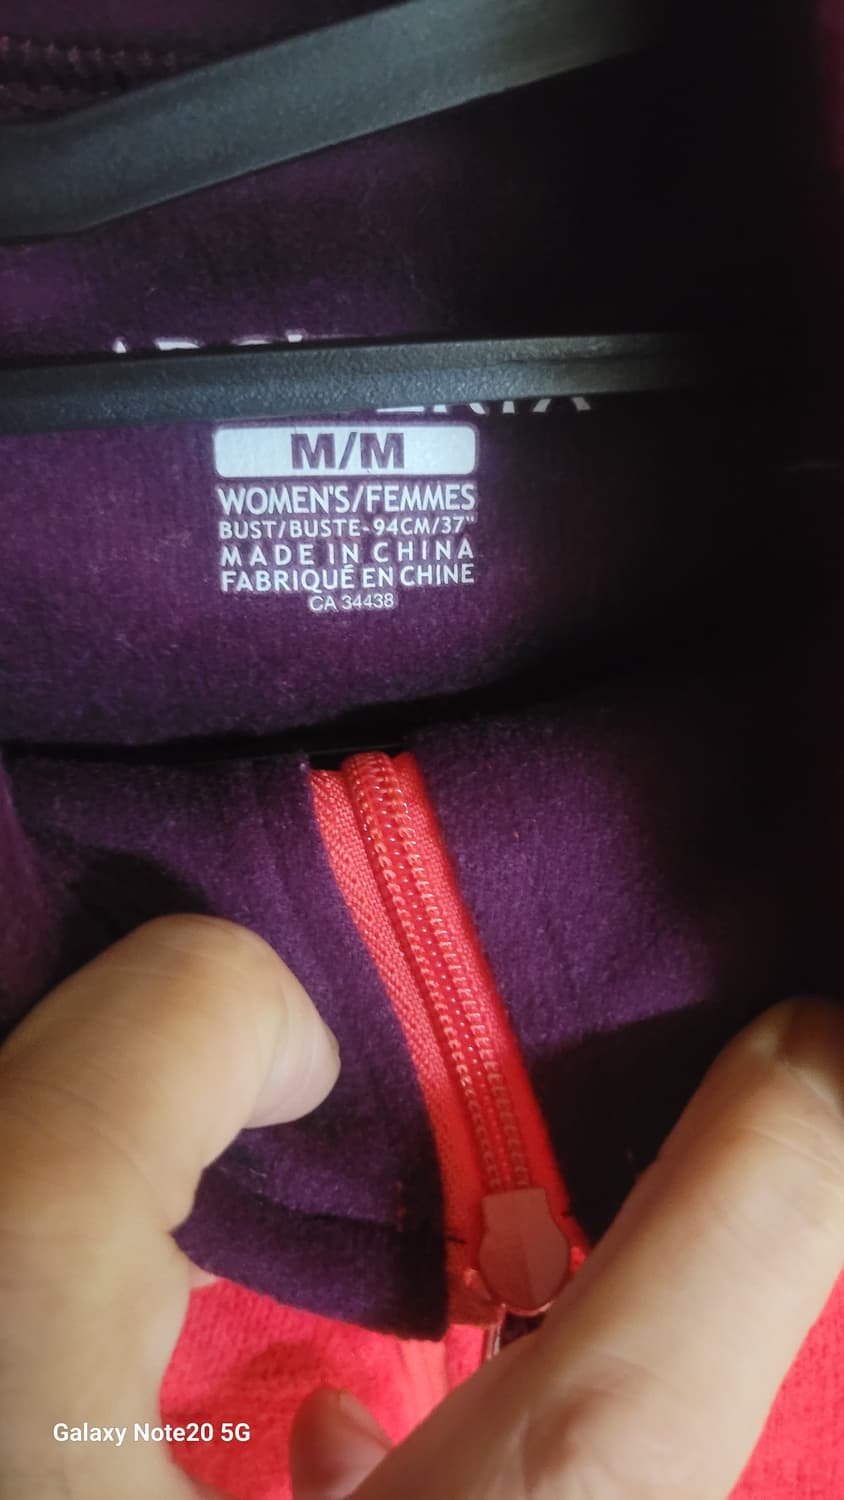 M/M
WOMEN'S/FEMMES
BUST/BUSTE-94CM/37"
MADE IN CHINA
FABRIQUÉ EN CHINE
CA 34438
Galaxy Note20 5G